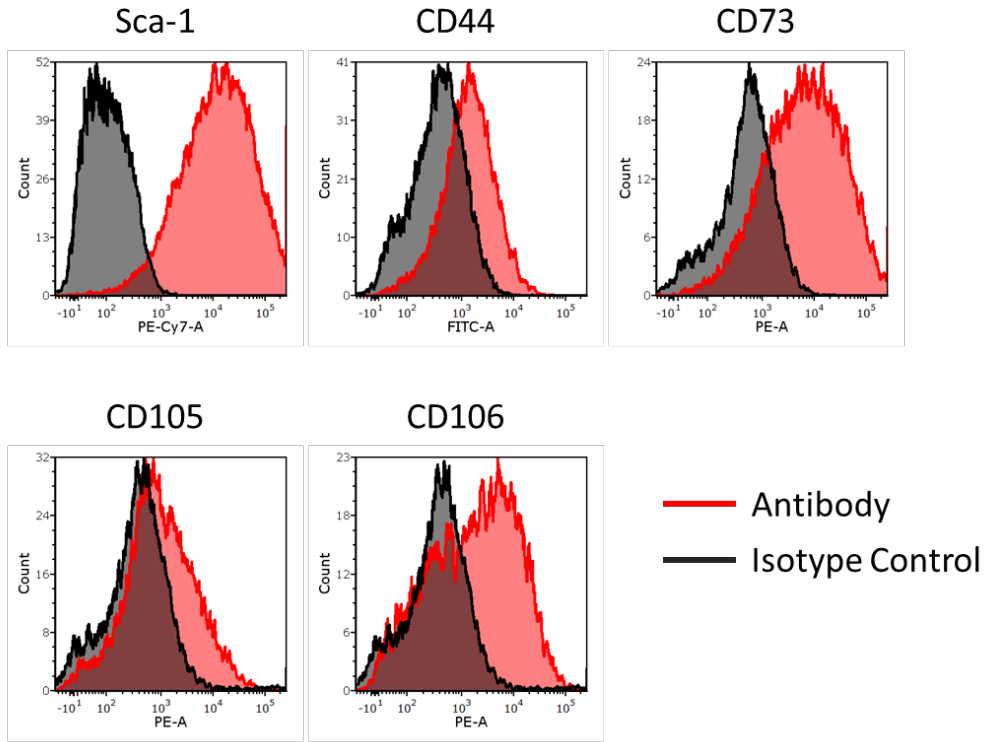 Sca-1
CD44
CD73
52
39
26
13
0
Count
-10¹ 10² 10³ 10⁴ 10⁵
PE-Cy7-A
41
31
21
10
0
Count
-10¹ 10² 10³ 10⁴ 10⁵
FITC-A
24
18
12
6
0
Count
-10¹ 10² 10³ 10⁴ 10⁵
PE-A
CD105
CD106
32
24
16
8
0
Count
-10¹ 10² 10³ 10⁴ 10⁵
PE-A
23
18
12
6
0
Count
-10¹ 10² 10³ 10⁴ 10⁵
PE-A
Antibody
Isotype Control